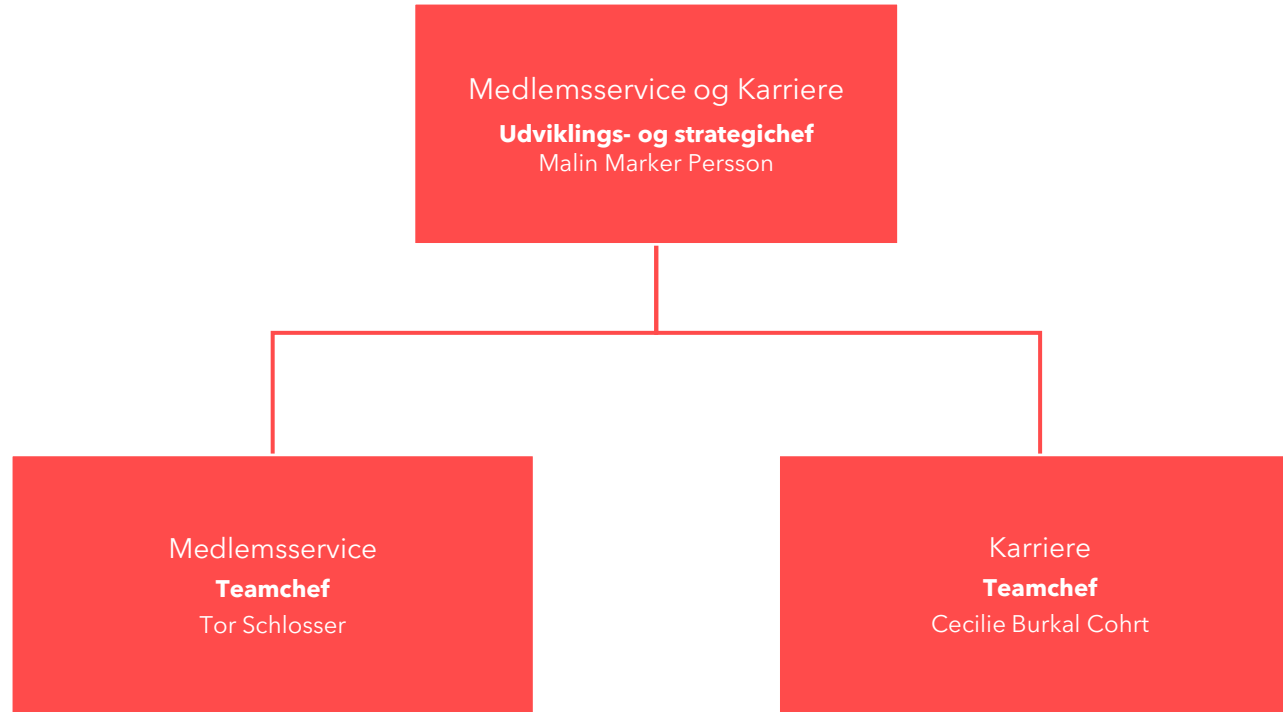 Medlemsservice og Karriere
Udviklings- og strategichef
Malin Marker Persson
Medlemsservice
Teamchef
Tor Schlosser
Karriere
Teamchef
Cecilie Burkal Cohrt